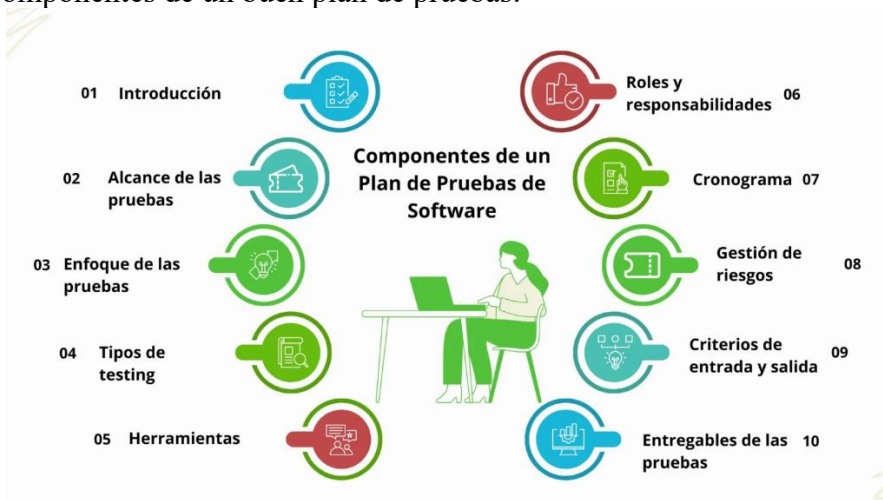 componentes de un buen plan de pruebas:
Componentes de un
Plan de Pruebas de
Software
01 Introducción
02 Alcance de las
pruebas
03 Enfoque de las
pruebas
04 Tipos de
testing
05 Herramientas
Roles y
responsabilidades 06
Cronograma 07
Gestión de
riesgos 08
Criterios de
entrada y salida 09
Entregables de las
pruebas 10